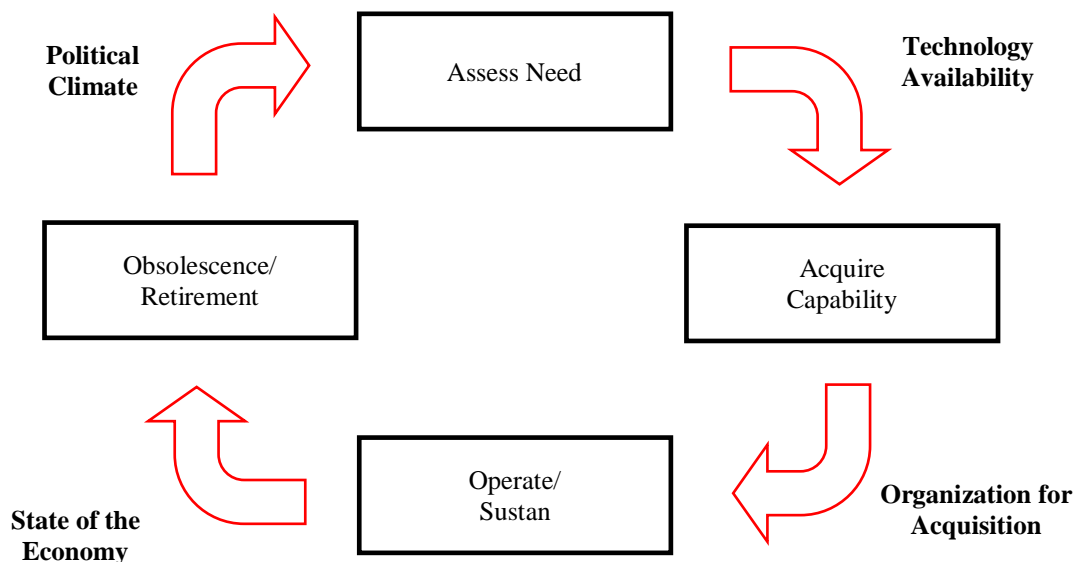 Political
Climate
Assess Need
Technology
Availability
Obsolescence/
Retirement
Acquire
Capability
Operate/
Sustan
State of the
Economy
Organization for
Acquisition